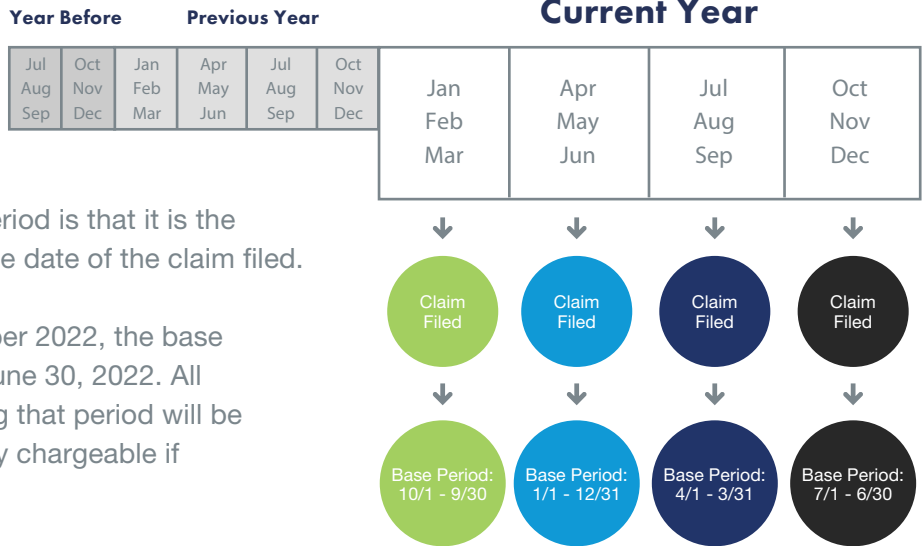 Year Before
Previous Year
Current Year
Jul
Aug
Sep
Oct
Nov
Dec
Jan
Feb
Mar
Apr
May
Jun
Jul
Aug
Sep
Oct
Nov
Dec
Jan
Feb
Mar
Apr
May
Jun
Jul
Aug
Sep
Oct
Nov
Dec
eriod is that it is the
e date of the claim filed.
ber 2022, the base
une 30, 2022. All
g that period will be
y chargeable if
Claim
Filed
Claim
Filed
Claim
Filed
Claim
Filed
Base Period:
10/1 - 9/30
Base Period:
1/1 - 12/31
Base Period:
4/1 - 3/31
Base Period:
7/1 - 6/30